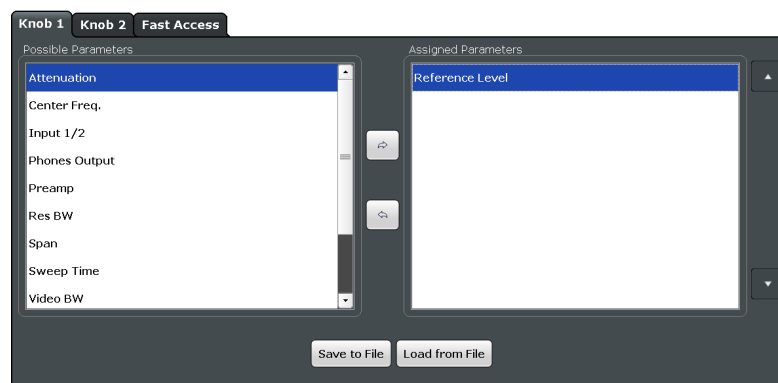 Knob 1 Knob 2 Fast Access
Possible Parameters
Attenuation
Center Freq.
Input 1/2
Phones Output
Preamp
Res BW
Span
Sweep Time
Video BW
Assigned Parameters
Reference Level
Save to File Load from File